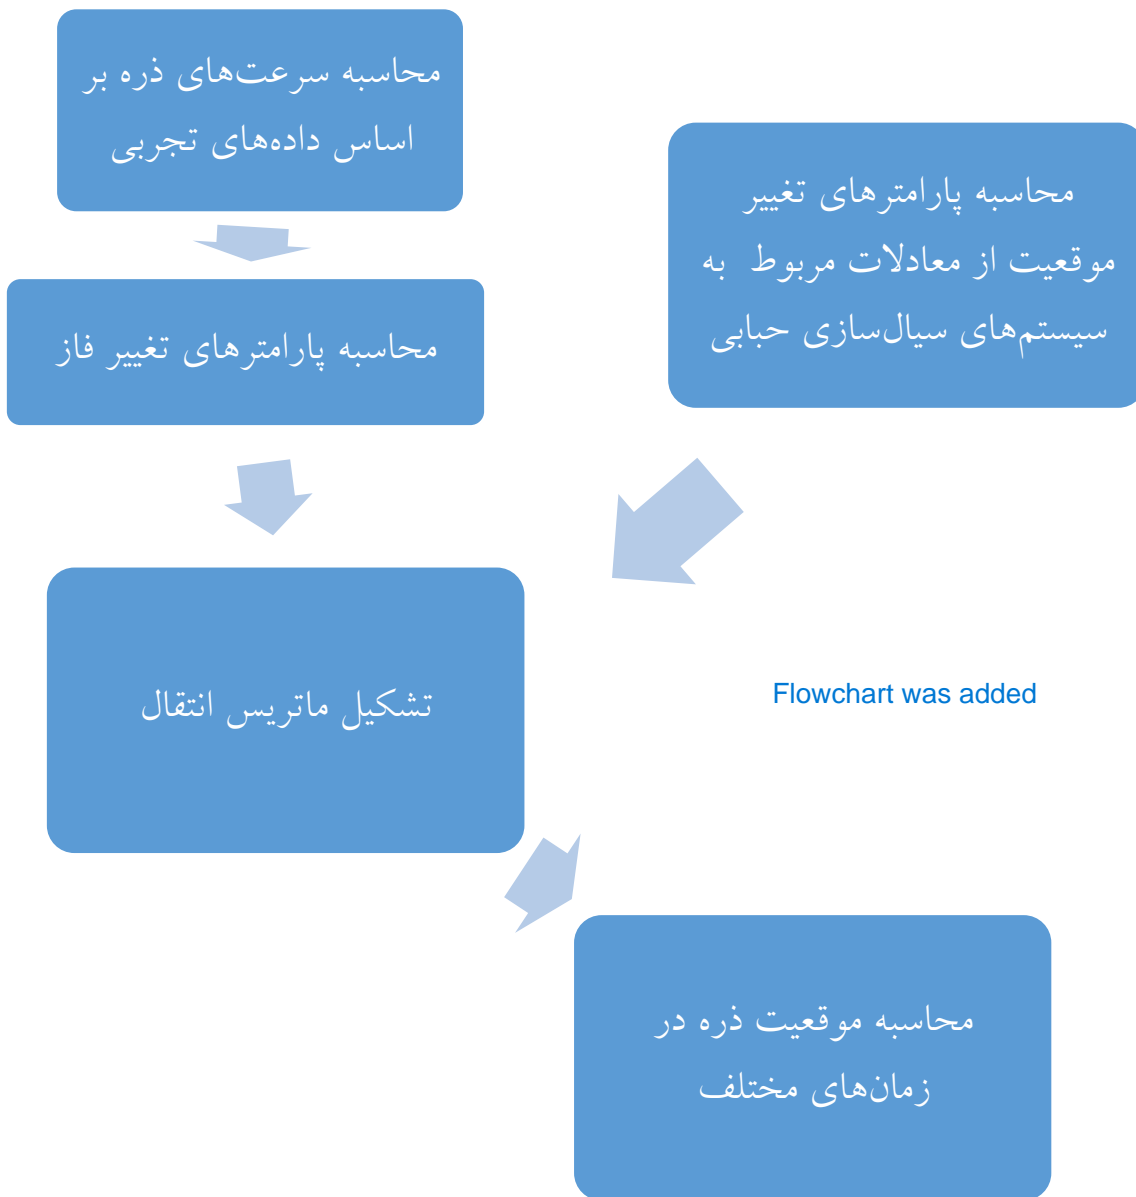 محاسبه سرعت‌های ذره بر
اساس داده‌های تجربی
محاسبه پارامترهای تغییر
موقعیت از معادلات مربوط به
سیستم‌های سیال‌سازی حبابی
محاسبه پارامترهای تغییر فاز
تشکیل ماتریس انتقال
Flowchart was added
محاسبه موقعیت ذره در
زمان‌های مختلف